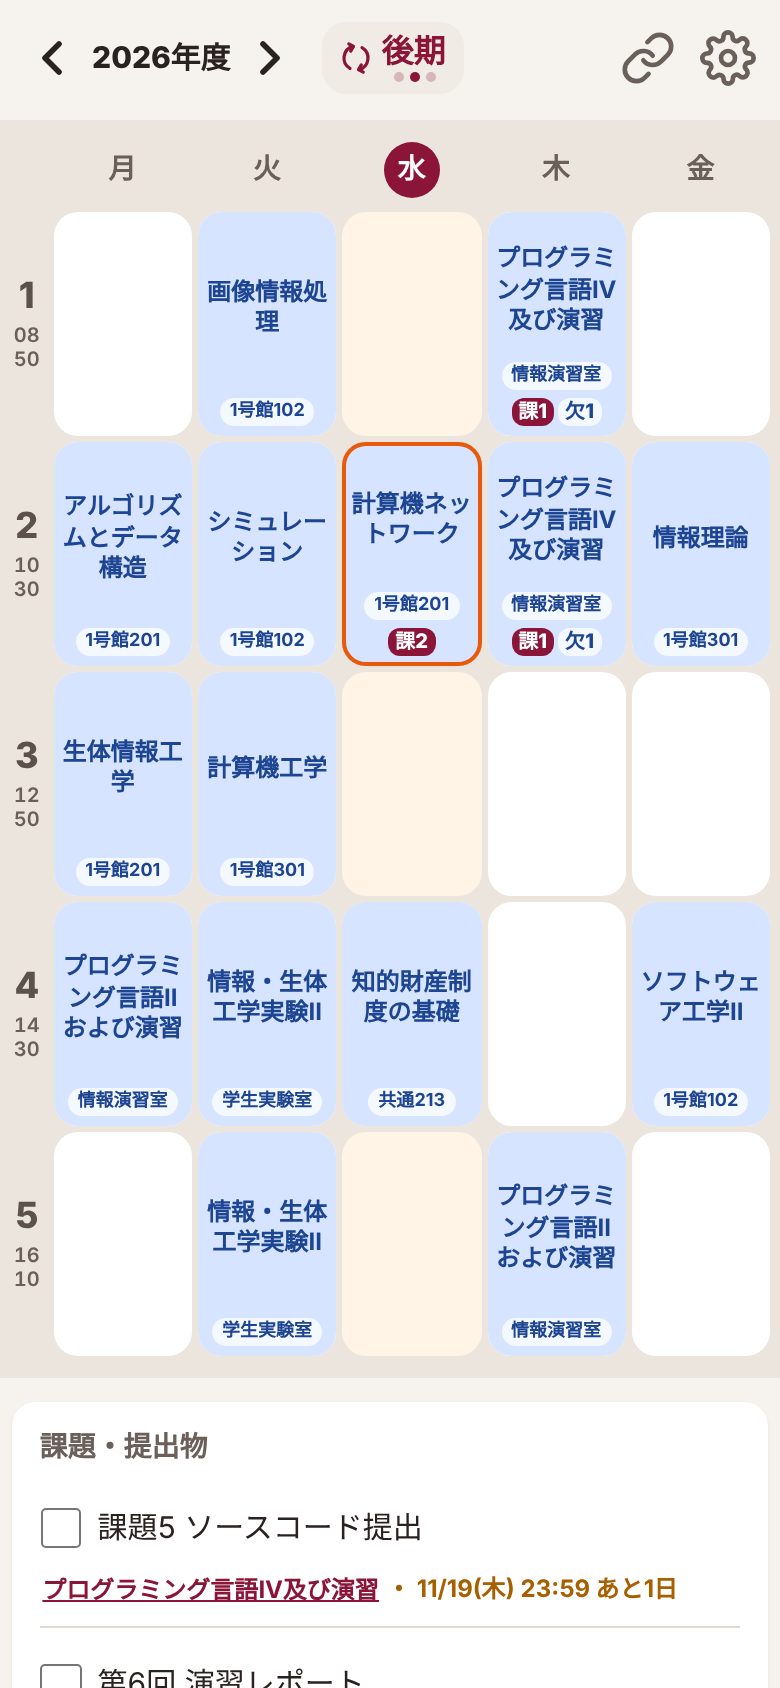 2026年度
後期
月 火 水 木 金
1
08
50
画像情報処
理
1号館102
プログラミ
ング言語IV
及び演習
情報演習室
課1 欠1
2
10
30
アルゴリズ
ムとデータ
構造
1号館201
シミュレー
ション
1号館102
計算機ネッ
トワーク
1号館201
課2
プログラミ
ング言語IV
及び演習
情報演習室
課1 欠1
情報理論
1号館301
3
12
50
生体情報工
学
1号館201
計算機工学
1号館301
4
14
30
プログラミ
ング言語II
および演習
情報演習室
情報・生体
工学実験II
学生実験室
知的財産制
度の基礎
共通213
ソフトウェ
ア工学II
1号館102
5
16
10
情報・生体
工学実験II
学生実験室
プログラミ
ング言語II
および演習
情報演習室
課題・提出物
課題5 ソースコード提出
プログラミング言語IV及び演習 • 11/19(木) 23:59 あと1日
第6回 演習レポート